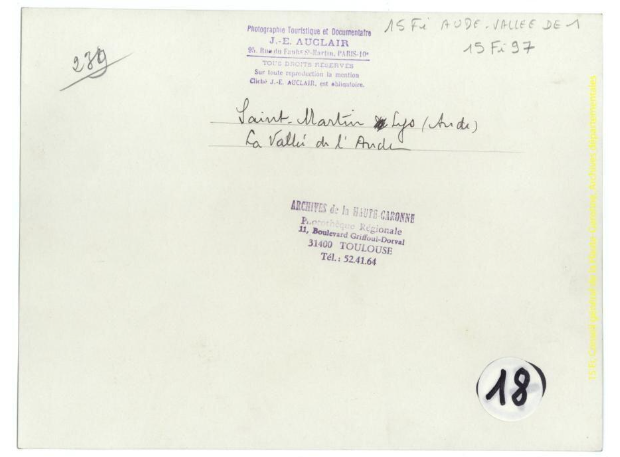 239
Photographie Touristique et Documentaire
J.-E. AUCLAIR
95, Rue du Faubg St-Martin, PARIS-10e
TOUS DROITS RÉSERVÉS
Sur toute reproduction la mention
Cliché J.-E. AUCLAIR, est obligatoire.
15 Fi AUDE - VALLEE DE l
15 Fi 97
Saint-Martin Lys (Aude)
La Vallée de l'Aude
ARCHIVES de la HAUTE-GARONNE
Photothèque Régionale
11, Boulevard Griffoul-Dorval
31400 TOULOUSE
Tél.: 52.41.64
18